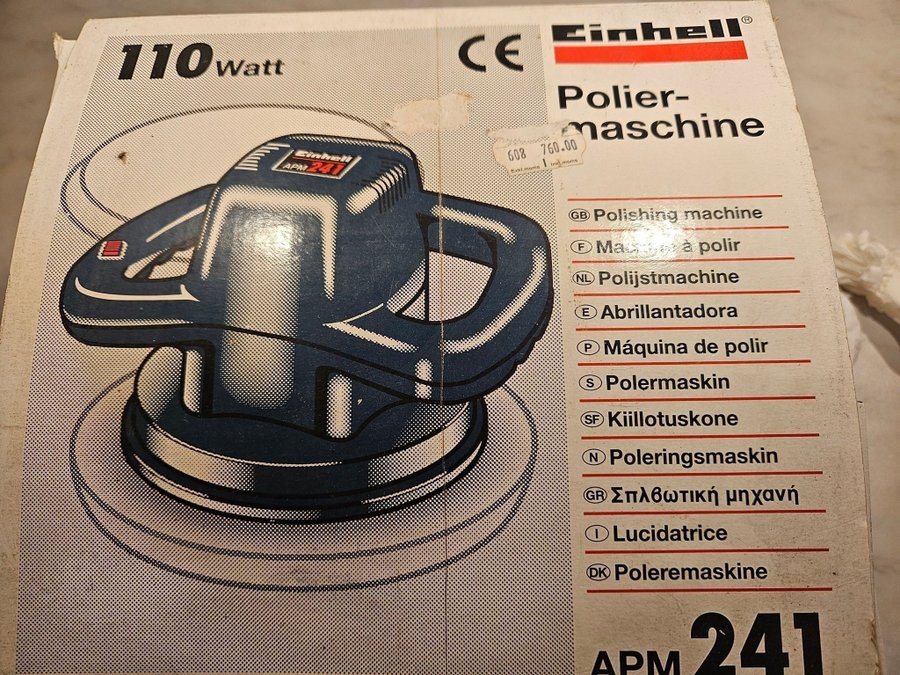 110 Watt
CE
Einhell®
Polier-
maschine
608 760.00
Einhell
APM 241
GB Polishing machine
F Machine à polir
NL Polijstmachine
E Abrillantadora
P Máquina de polir
S Polermaskin
SF Kiillotuskone
N Poleringsmaskin
GR Σπλβωτική μηχανή
I Lucidatrice
DK Poleremaskine
APM 241